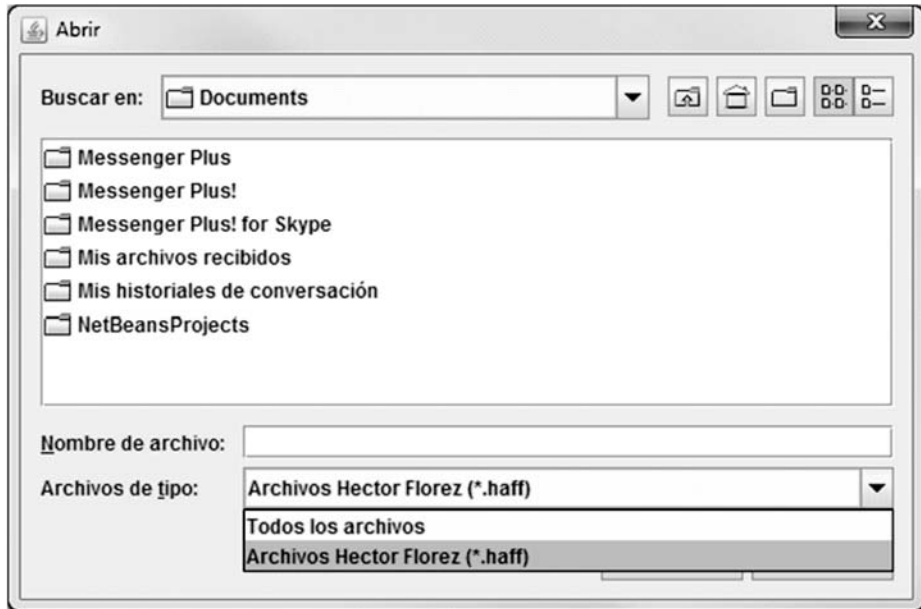 Abrir
Buscar en: Documents
Messenger Plus
Messenger Plus!
Messenger Plus! for Skype
Mis archivos recibidos
Mis historiales de conversación
NetBeansProjects
Nombre de archivo:
Archivos de tipo: Archivos Hector Florez (*.haff)
Todos los archivos
Archivos Hector Florez (*.haff)